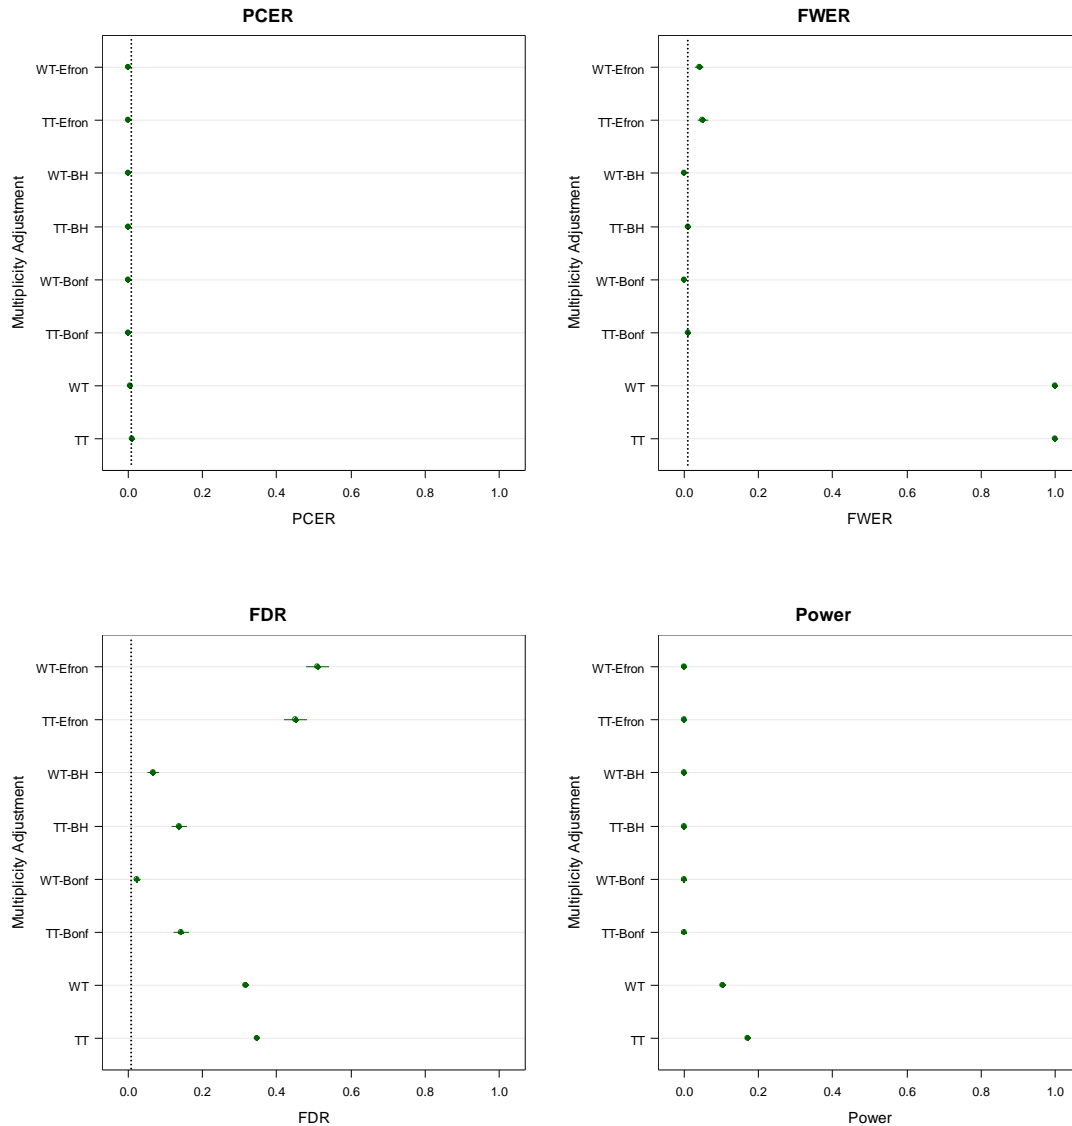 PCER
WT-Efron
TT-Efron
WT-BH
TT-BH
WT-Bonf
TT-Bonf
WT
TT
Multiplicity Adjustment
0.0 0.2 0.4 0.6 0.8 1.0
PCER
FWER
WT-Efron
TT-Efron
WT-BH
TT-BH
WT-Bonf
TT-Bonf
WT
TT
Multiplicity Adjustment
0.0 0.2 0.4 0.6 0.8 1.0
FWER
FDR
WT-Efron
TT-Efron
WT-BH
TT-BH
WT-Bonf
TT-Bonf
WT
TT
Multiplicity Adjustment
0.0 0.2 0.4 0.6 0.8 1.0
FDR
Power
WT-Efron
TT-Efron
WT-BH
TT-BH
WT-Bonf
TT-Bonf
WT
TT
Multiplicity Adjustment
0.0 0.2 0.4 0.6 0.8 1.0
Power